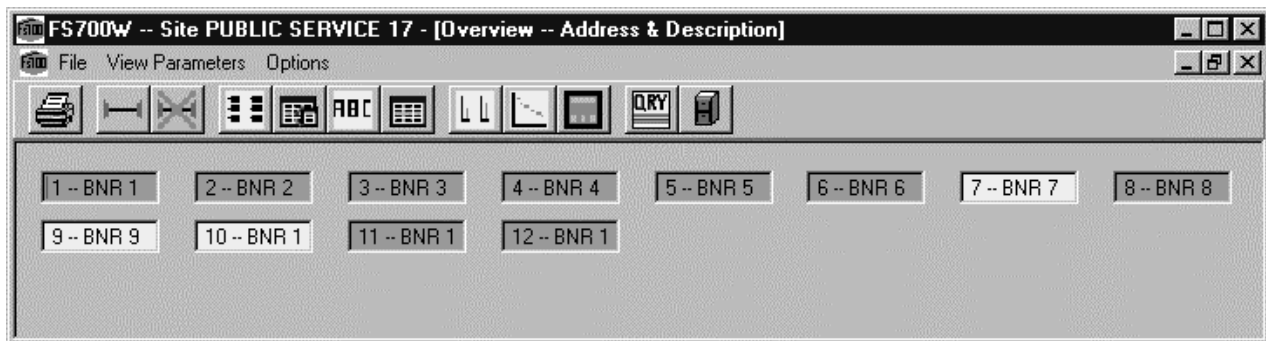 FS700W -- Site PUBLIC SERVICE 17 - [Overview -- Address & Description]
File View Parameters Options
ABC QRY
1 -- BNR 1 2 -- BNR 2 3 -- BNR 3 4 -- BNR 4 5 -- BNR 5 6 -- BNR 6 7 -- BNR 7 8 -- BNR 8
9 -- BNR 9 10 -- BNR 1 11 -- BNR 1 12 -- BNR 1